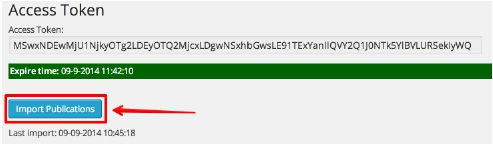 Access Token
Access Token:
MSwxNDEwMjU1NjkyOTg2LDEyOTQ2MjcxLDgwNSxhbGwsLE91TExYanllQVY2Q1J0NTk5YlBVLURSekIyWQ
Expire time: 09-9-2014 11:42:10
Import Publications
Last import: 09-09-2014 10:45:18